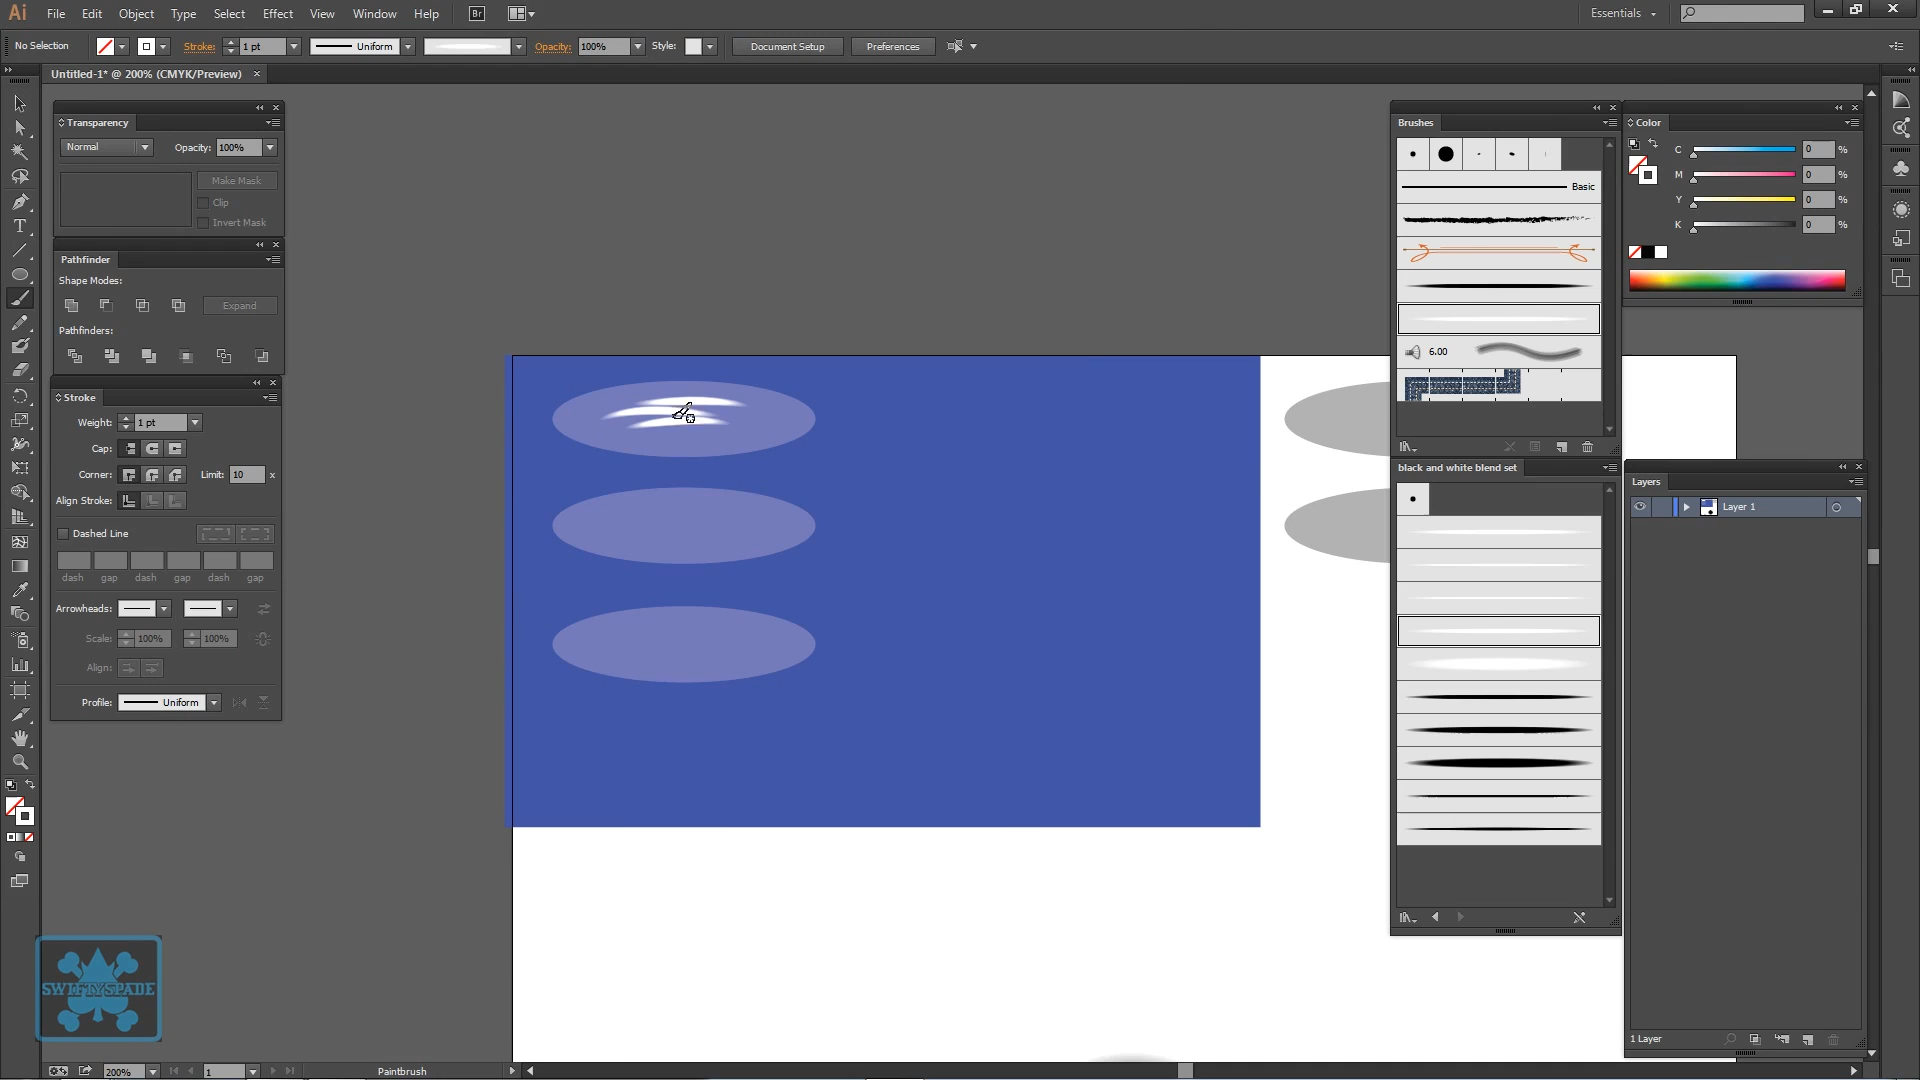 Ai File Edit Object Type Select Effect View Window Help Br Essentials
No Selection Stroke: 1 pt Uniform Opacity: 100% Style: Document Setup Preferences
Untitled-1* @ 200% (CMYK/Preview)
Transparency
Normal Opacity: 100%
Make Mask
Clip
Invert Mask
Pathfinder
Shape Modes:
Expand
Pathfinders:
Stroke
Weight: 1 pt
Cap:
Corner: Limit: 10 x
Align Stroke:
Dashed Line
dash gap dash gap dash gap
Arrowheads:
Scale: 100% 100%
Align:
Profile: Uniform
Brushes
Basic
6.00
black and white blend set
Color
C 0 %
M 0 %
Y 0 %
K 0 %
Layers
Layer 1
1 Layer
SWIFTYSPADE
200% 1 Paintbrush